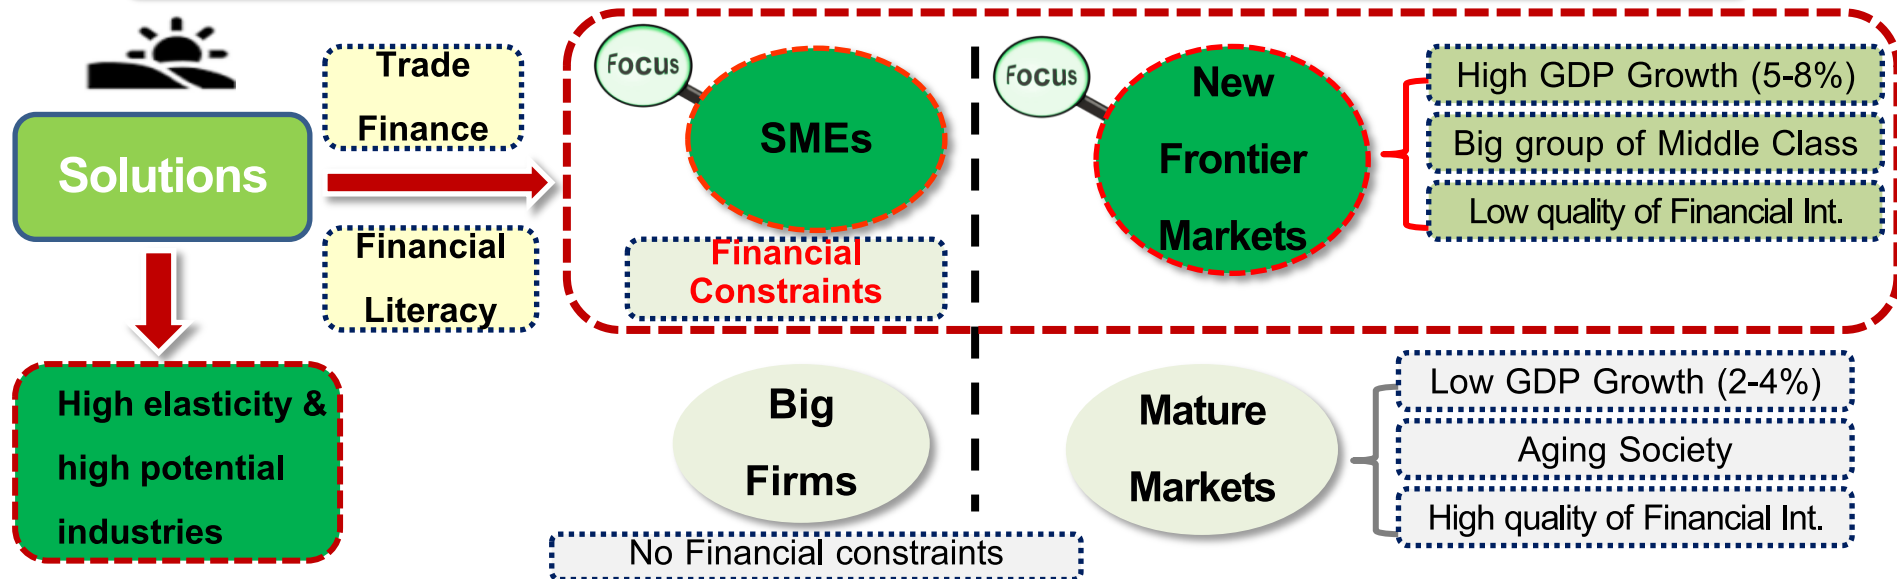 Solutions
Trade
Finance
Financial
Literacy
High elasticity &
high potential
industries
Focus
SMEs
Financial
Constraints
Focus
New
Frontier
Markets
High GDP Growth (5-8%)
Big group of Middle Class
Low quality of Financial Int.
Big
Firms
No Financial constraints
Mature
Markets
Low GDP Growth (2-4%)
Aging Society
High quality of Financial Int.